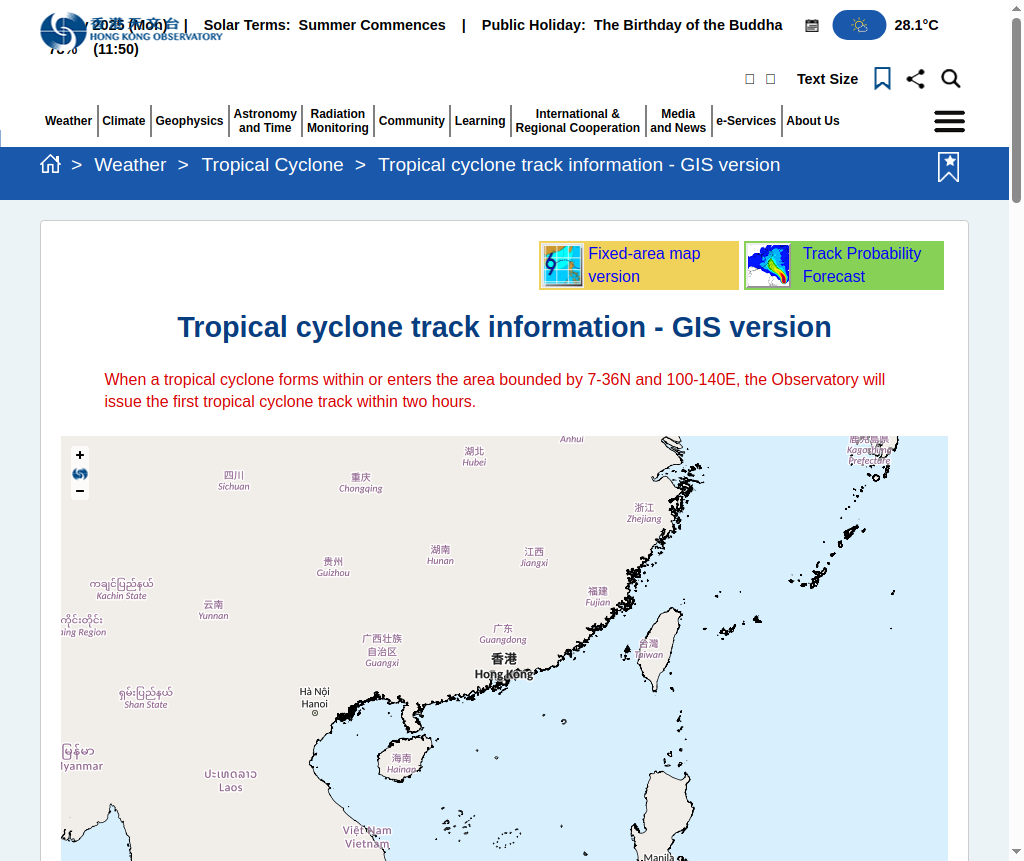 香港天文台
HONG KONG OBSERVATORY
2025 (Mon) | Solar Terms: Summer Commences | Public Holiday: The Birthday of the Buddha 28.1°C
78% (11:50)
Text Size
Weather
Climate
Geophysics
Astronomy
and Time
Radiation
Monitoring
Community
Learning
International &
Regional Cooperation
Media
and News
e-Services
About Us
> Weather > Tropical Cyclone > Tropical cyclone track information - GIS version
Fixed-area map
version
Track Probability
Forecast
Tropical cyclone track information - GIS version
When a tropical cyclone forms within or enters the area bounded by 7-36N and 100-140E, the Observatory will
issue the first tropical cyclone track within two hours.
+
−
Anhui
湖北
Hubei
四川
Sichuan
重庆
Chongqing
Kagoshima
Prefecture
浙江
Zhejiang
湖南
Hunan
江西
Jiangxi
贵州
Guizhou
ကချင်ပြည်နယ်
Kachin State
云南
Yunnan
福建
Fujian
ကိုင်းတိုင်း
ing Region
广东
Guangdong
广西壮族
自治区
Guangxi
台灣
Taiwan
香港
Hong Kong
ရှမ်းပြည်နယ်
Shan State
Hà Nội
Hanoi
မြန်မာ
Myanmar
海南
Hainan
ປະເທດລາວ
Laos
Việt Nam
Vietnam
Manila